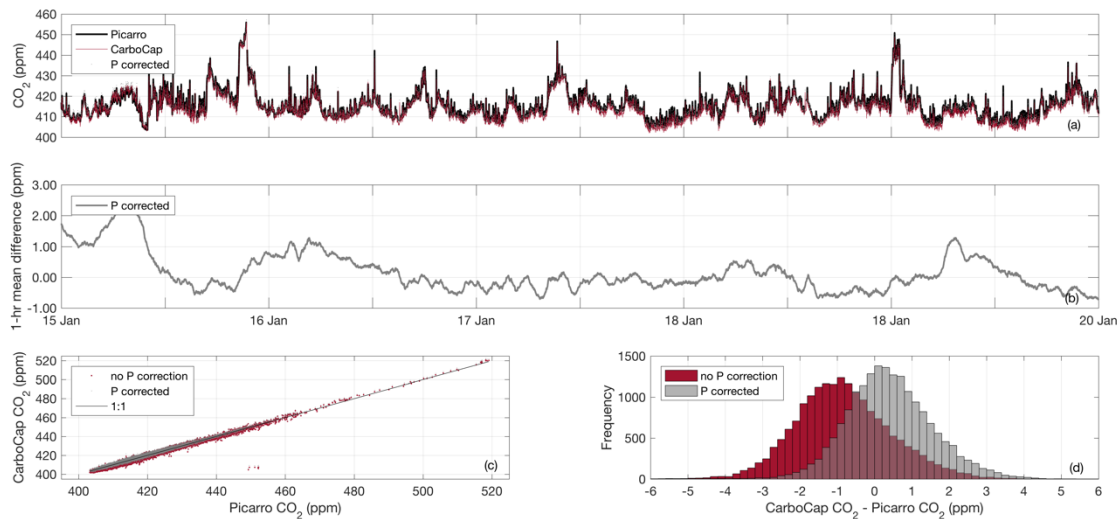 460
450
440
430
420
410
400
CO2 (ppm)
Picarro
CarboCap
P corrected
(a)
3.00
2.00
1.00
0.00
-1.00
1-hr mean difference (ppm)
P corrected
(b)
15 Jan 16 Jan 17 Jan 18 Jan 18 Jan 20 Jan
520
500
480
460
440
420
400
CarboCap CO2 (ppm)
no P correction
P corrected
1:1
(c)
400 420 440 460 480 500 520
Picarro CO2 (ppm)
1500
1000
500
0
Frequency
no P correction
P corrected
(d)
-6 -5 -4 -3 -2 -1 0 1 2 3 4 5 6
CarboCap CO2 - Picarro CO2 (ppm)